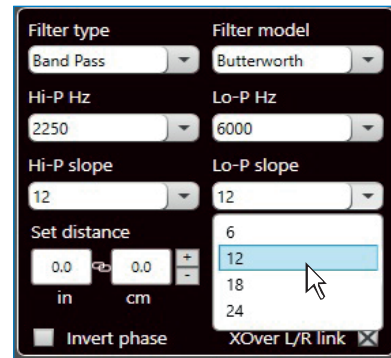 Filter type Filter model
Band Pass Butterworth
Hi-P Hz Lo-P Hz
2250 6000
Hi-P slope Lo-P slope
12 12
Set distance 6
0.0 0.0 + - 12
in cm 18
24
Invert phase XOver L/R link